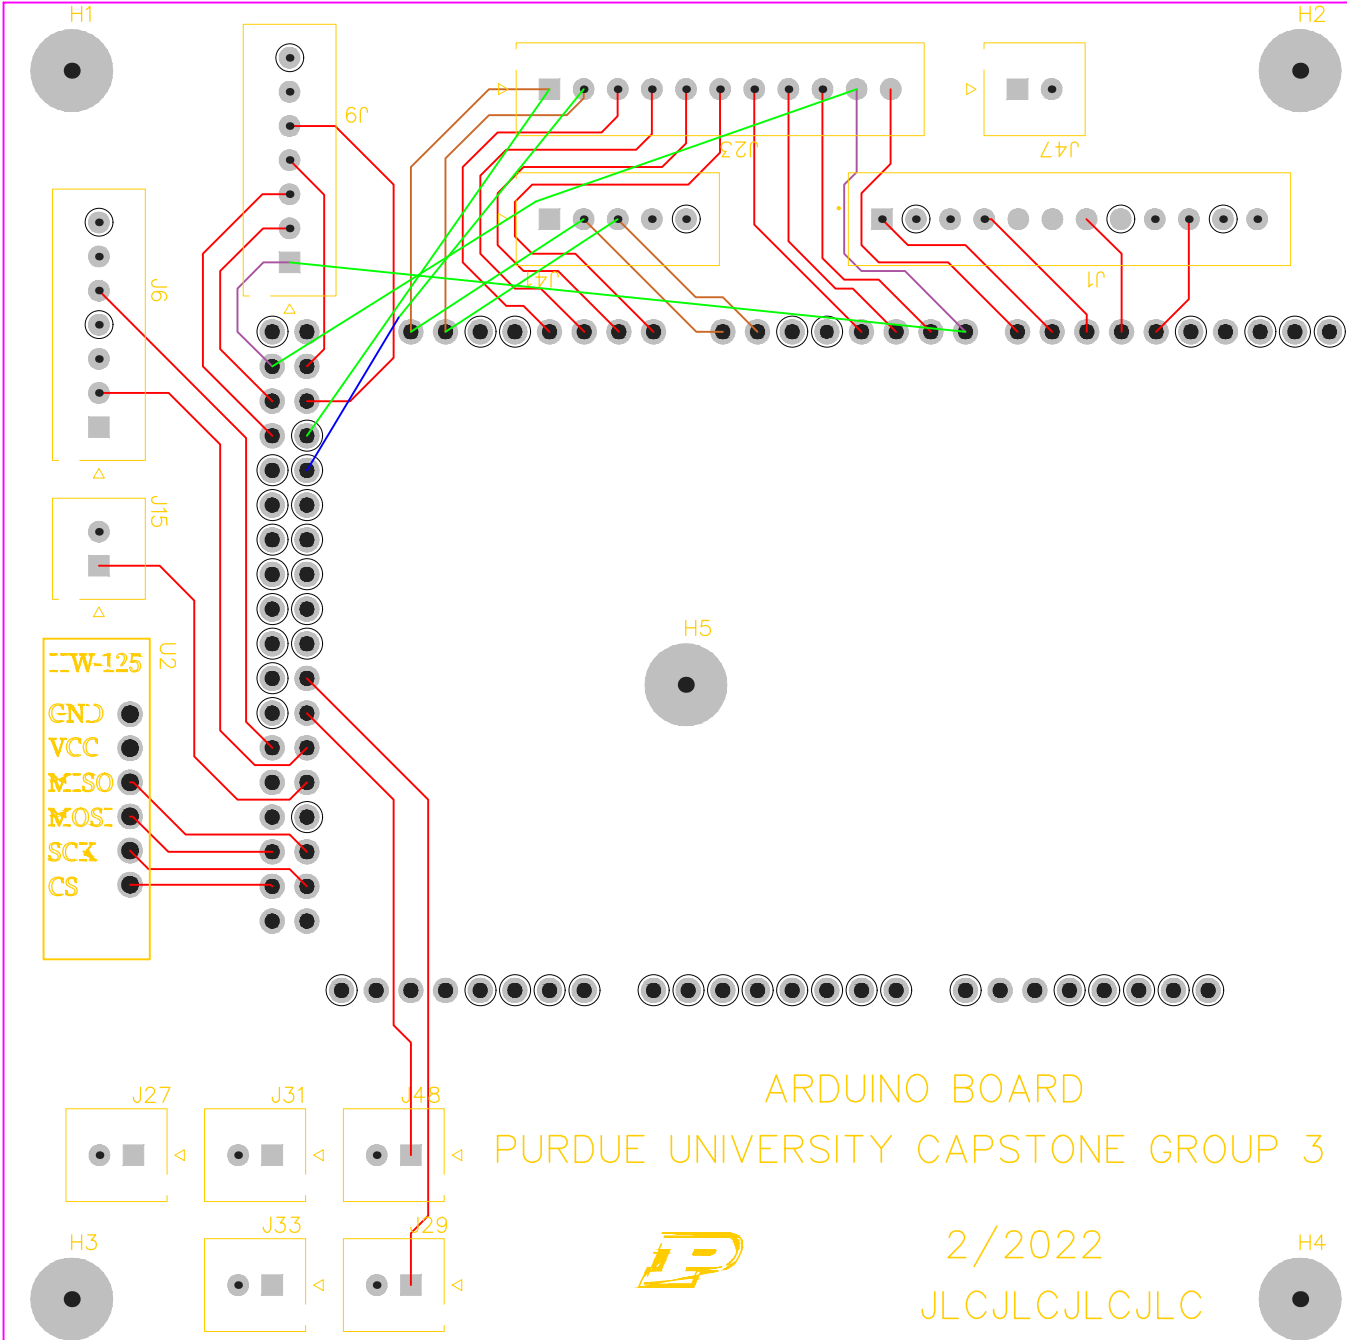 H1
H2
J9
J23
J47
J6
J41
J1
J15
U2
W-125
H5
GND
VCC
MISO
MOSI
SCK
CS
J27
J31
J48
ARDUINO BOARD
PURDUE UNIVERSITY CAPSTONE GROUP 3
J33
J29
H3
P
2/2022
H4
JLCJLCJLCJLC